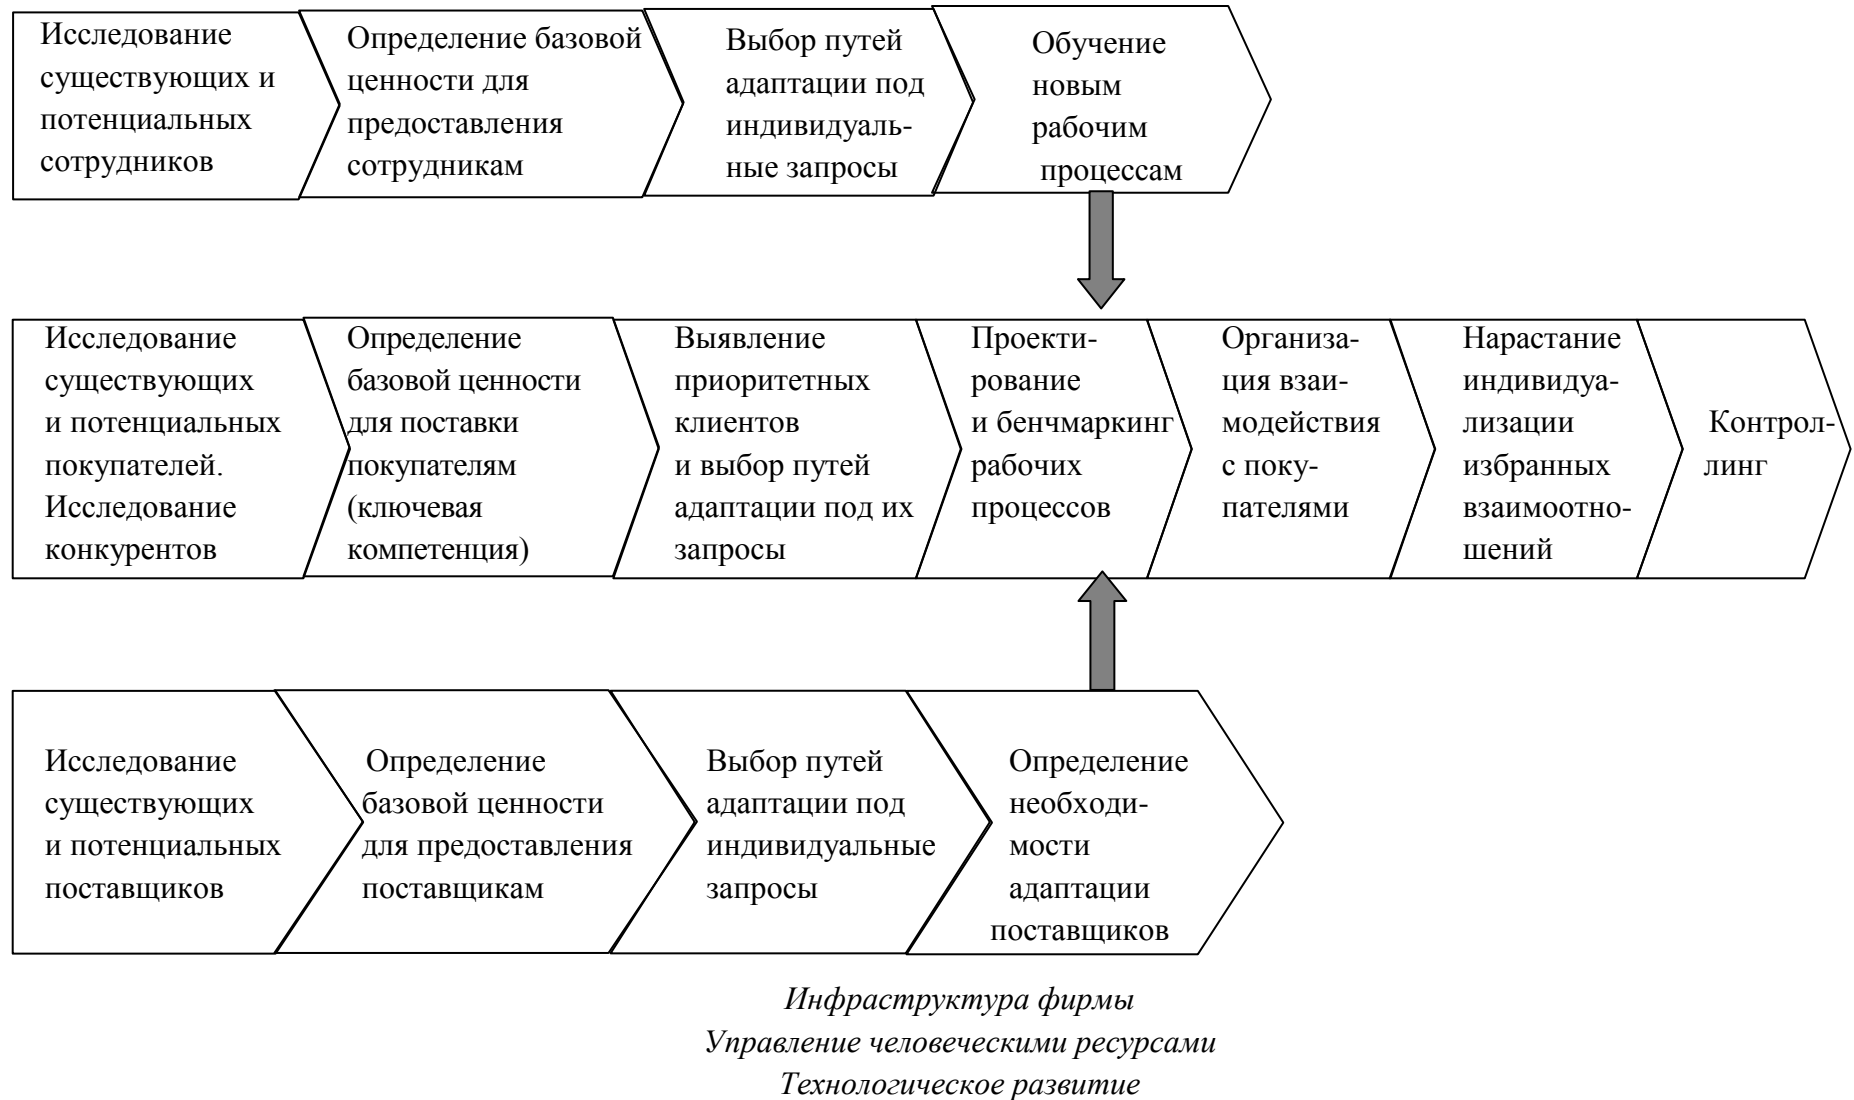 Исследование
существующих и
потенциальных
сотрудников
Определение базовой
ценности для
предоставления
сотрудникам
Выбор путей
адаптации под
индивидуаль-
ные запросы
Обучение
новым
рабочим
процессам
Исследование
существующих
и потенциальных
покупателей.
Исследование
конкурентов
Определение
базовой ценности
для поставки
покупателям
(ключевая
компетенция)
Выявление
приоритетных
клиентов
и выбор путей
адаптации под их
запросы
Проекти-
рование
и бенчмаркинг
рабочих
процессов
Организа-
ция взаи-
модействия
с поку-
пателями
Нарастание
индивидуа-
лизации
избранных
взаимоотно-
шений
Контрол-
линг
Исследование
существующих
и потенциальных
поставщиков
Определение
базовой ценности
для предоставления
поставщикам
Выбор путей
адаптации под
индивидуальные
запросы
Определение
необходи-
мости
адаптации
поставщиков
Инфраструктура фирмы
Управление человеческими ресурсами
Технологическое развитие